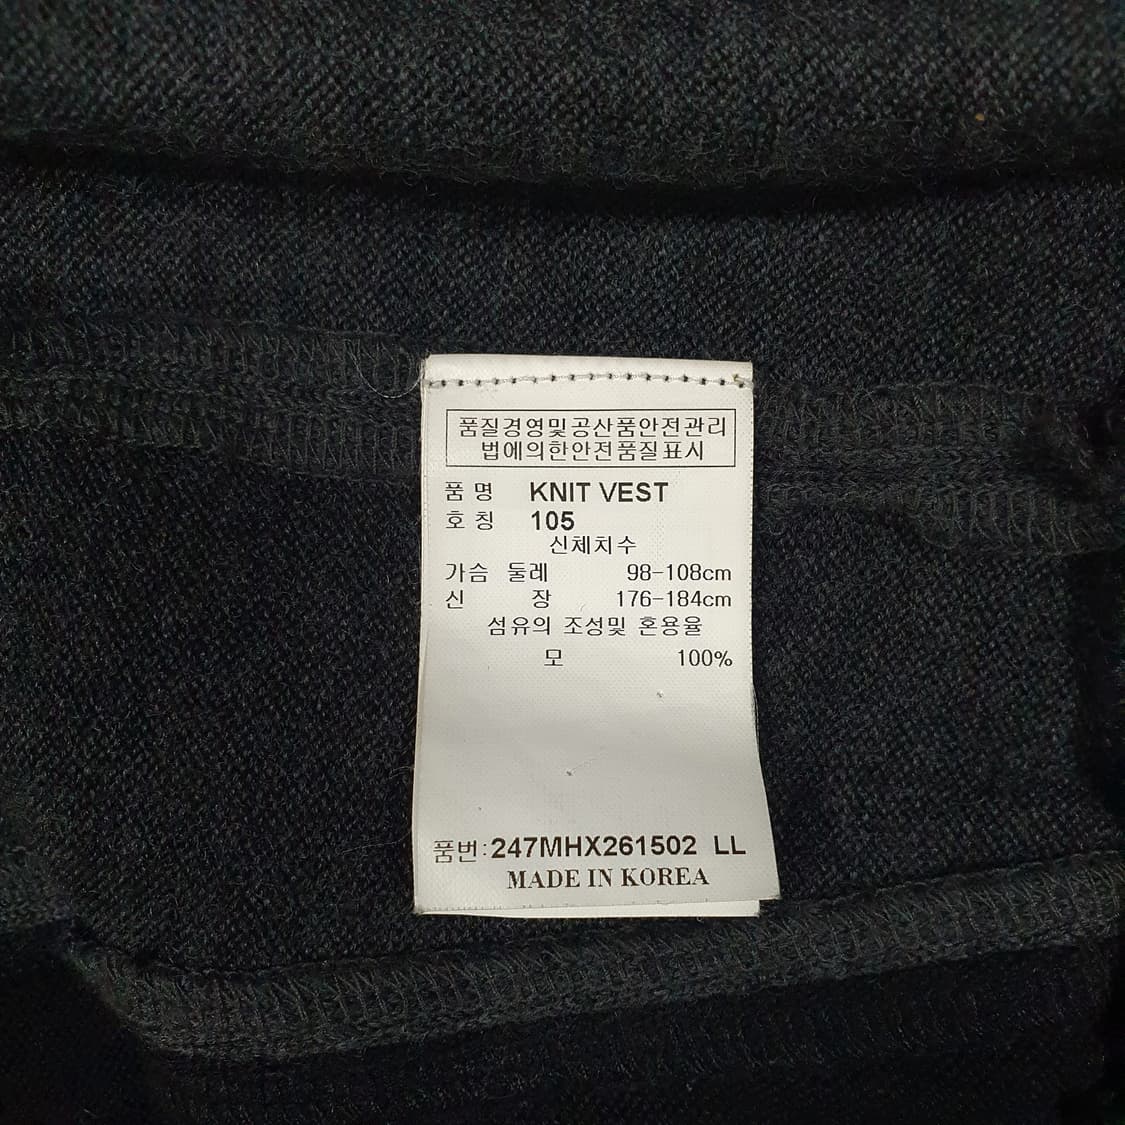 품질경영및공산품안전관리
법에의한안전품질표시
품 명 KNIT VEST
호 칭 105
신체치수
가슴 둘레 98-108cm
신 장 176-184cm
섬유의 조성및 혼용율
모 100%
품번:247MHX261502 LL
MADE IN KOREA